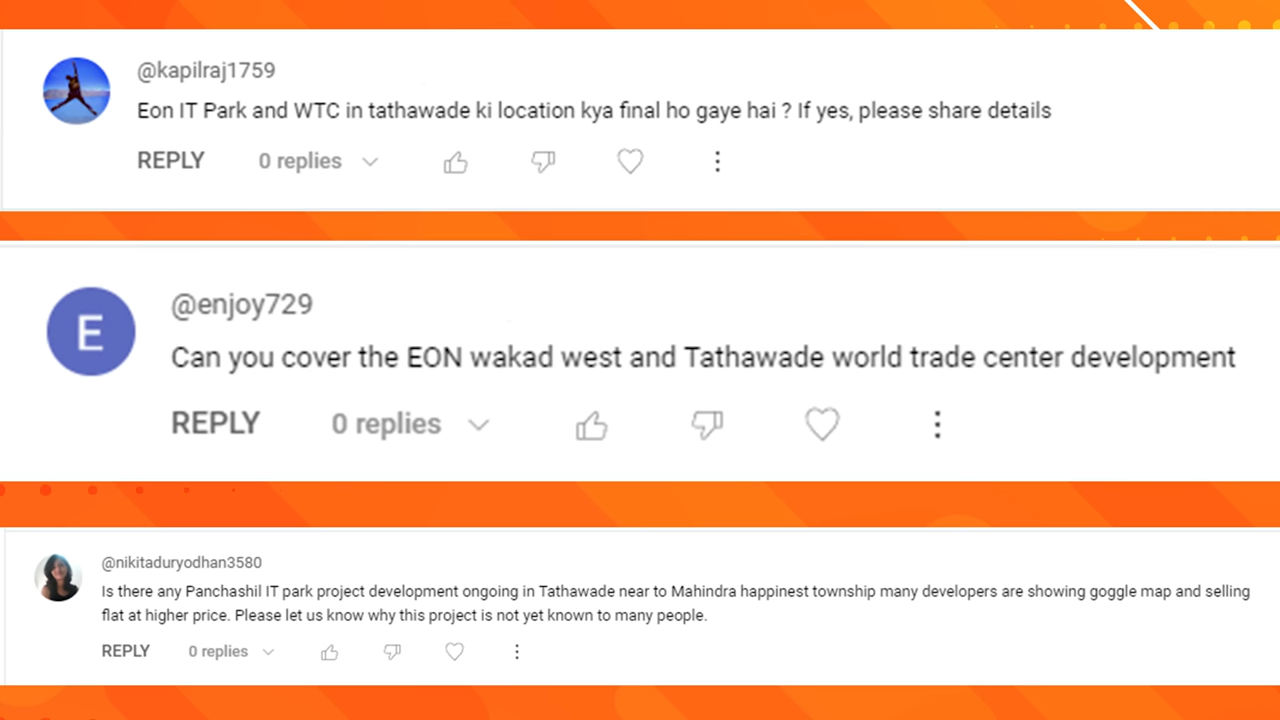 @kapilraj1759
Eon IT Park and WTC in tathawade ki location kya final ho gaye hai ? If yes, please share details
REPLY 0 replies
E
@enjoy729
Can you cover the EON wakad west and Tathawade world trade center development
REPLY 0 replies
@nikitaduryodhan3580
Is there any Panchashil IT park project development ongoing in Tathawade near to Mahindra happinest township many developers are showing goggle map and selling
flat at higher price. Please let us know why this project is not yet known to many people.
REPLY 0 replies